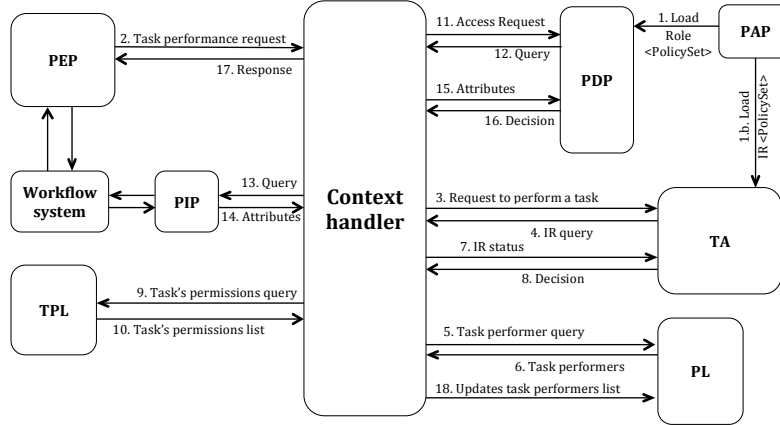 PEP
2. Task performance request
17. Response
11. Access Request
12. Query
15. Attributes
16. Decision
PDP
1. Load
Role
<PolicySet>
PAP
1.b. Load
IR <PolicySet>
Workflow
system
PIP
13. Query
14. Attributes
Context
handler
3. Request to perform a task
4. IR query
7. IR status
8. Decision
TA
TPL
9. Task's permissions query
10. Task's permissions list
5. Task performer query
6. Task performers
18. Updates task performers list
PL